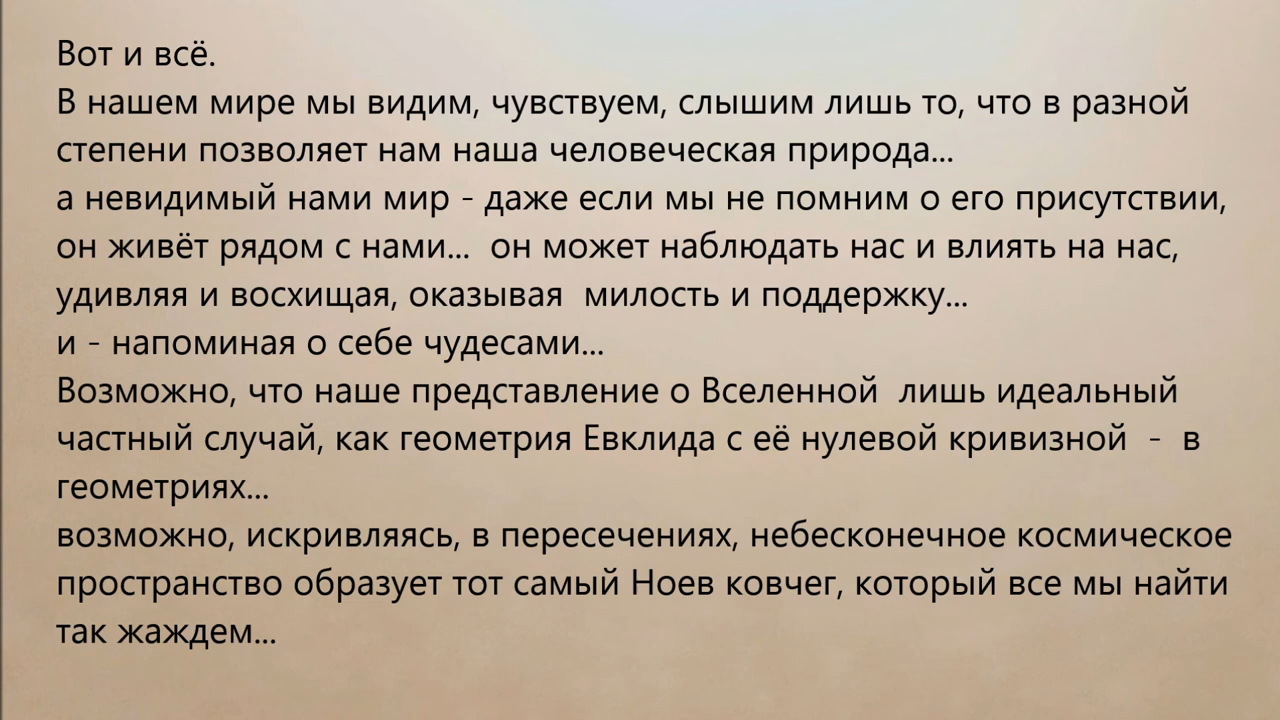 Вот и всё.
В нашем мире мы видим, чувствуем, слышим лишь то, что в разной
степени позволяет нам наша человеческая природа...
а невидимый нами мир - даже если мы не помним о его присутствии,
он живёт рядом с нами...  он может наблюдать нас и влиять на нас,
удивляя и восхищая, оказывая  милость и поддержку...
и - напоминая о себе чудесами...
Возможно, что наше представление о Вселенной  лишь идеальный
частный случай, как геометрия Евклида с её нулевой кривизной  -  в
геометриях...
возможно, искривляясь, в пересечениях, небесконечное космическое
пространство образует тот самый Ноев ковчег, который все мы найти
так жаждем...